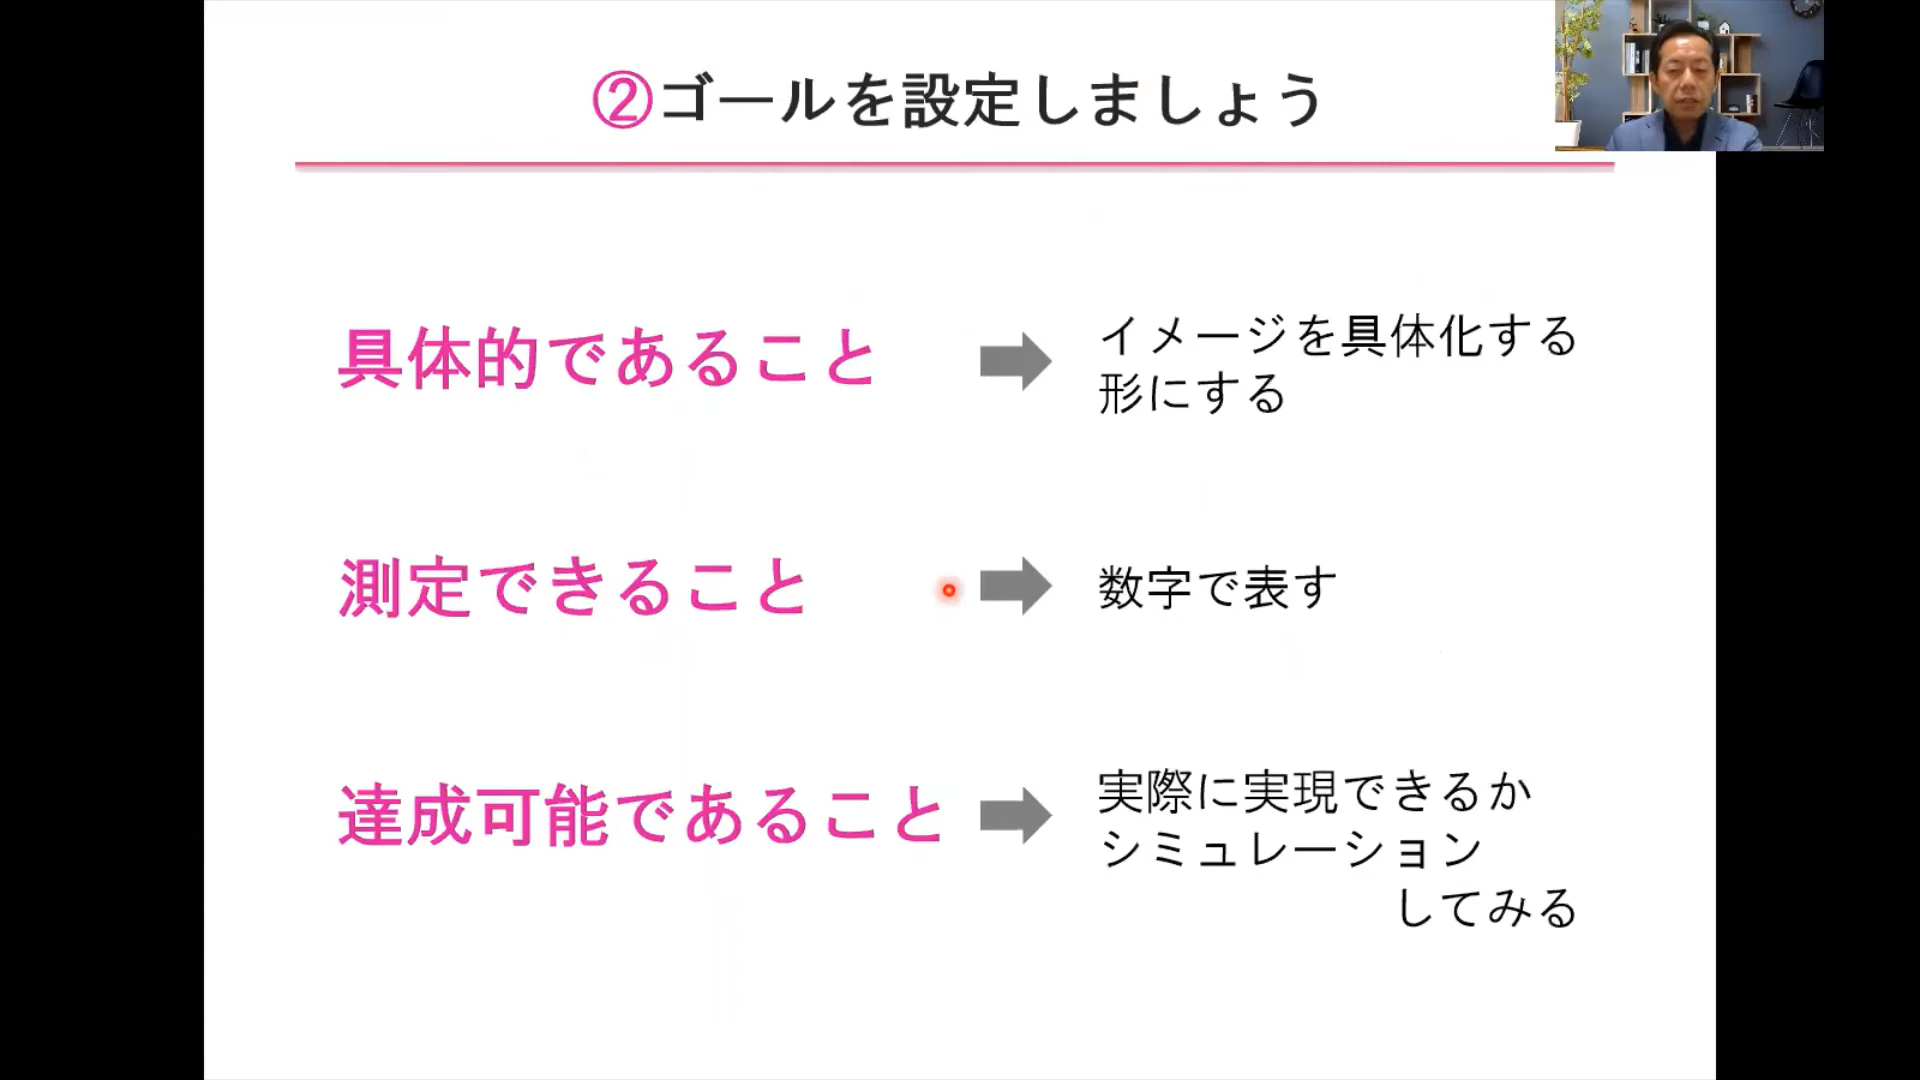 ②ゴールを設定しましょう
具体的であること
イメージを具体化する
形にする
測定できること
数字で表す
達成可能であること
実際に実現できるか
シミュレーション
してみる